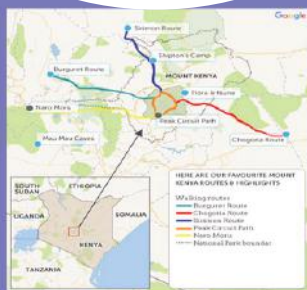 Google
Sirimon Route
Shipton's Camp
Burguret Route
MOUNT
KENYA
Naro Moru
Peak Circuit Path
Mau Mau Caves
Chogoria Route
HERE ARE OUR FAVOURITE MOUNT
KENYA ROUTES & HIGHLIGHTS
Walking routes
Burguret Route
Chogoria Route
Sirimon Route
Peak Circuit Path
Naro Moru
National Park boundary
SOUTH
SUDAN
ETHIOPIA
UGANDA
SOMALIA
KENYA
TANZANIA